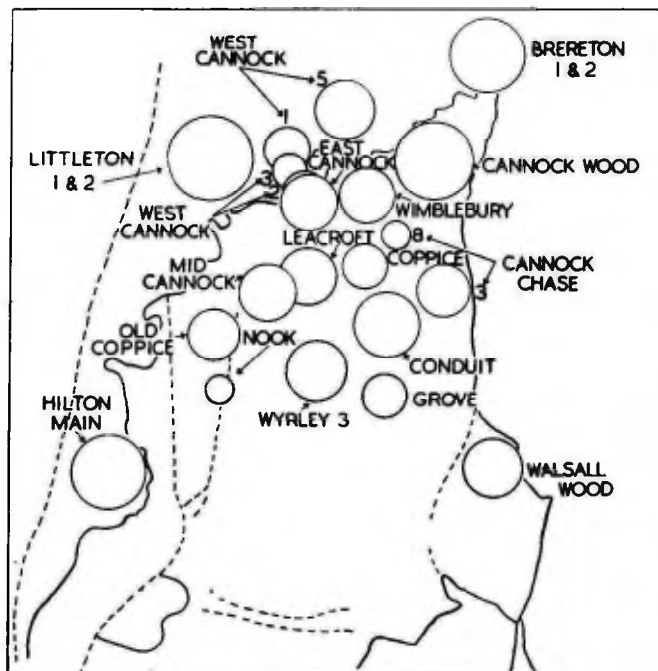 WEST
CANNOCK
5
1
BRERETON
1 & 2
LITTLETON
1 & 2
EAST
CANNOCK
CANNOCK WOOD
3
WEST
CANNOCK
WIMBLEBURY
LEACROFT
8
COPPICE
CANNOCK
CHASE
3
MID
CANNOCK
OLD
COPPICE
NOOK
CONDUIT
HILTON
MAIN
WYRLEY 3
GROVE
WALSALL
WOOD